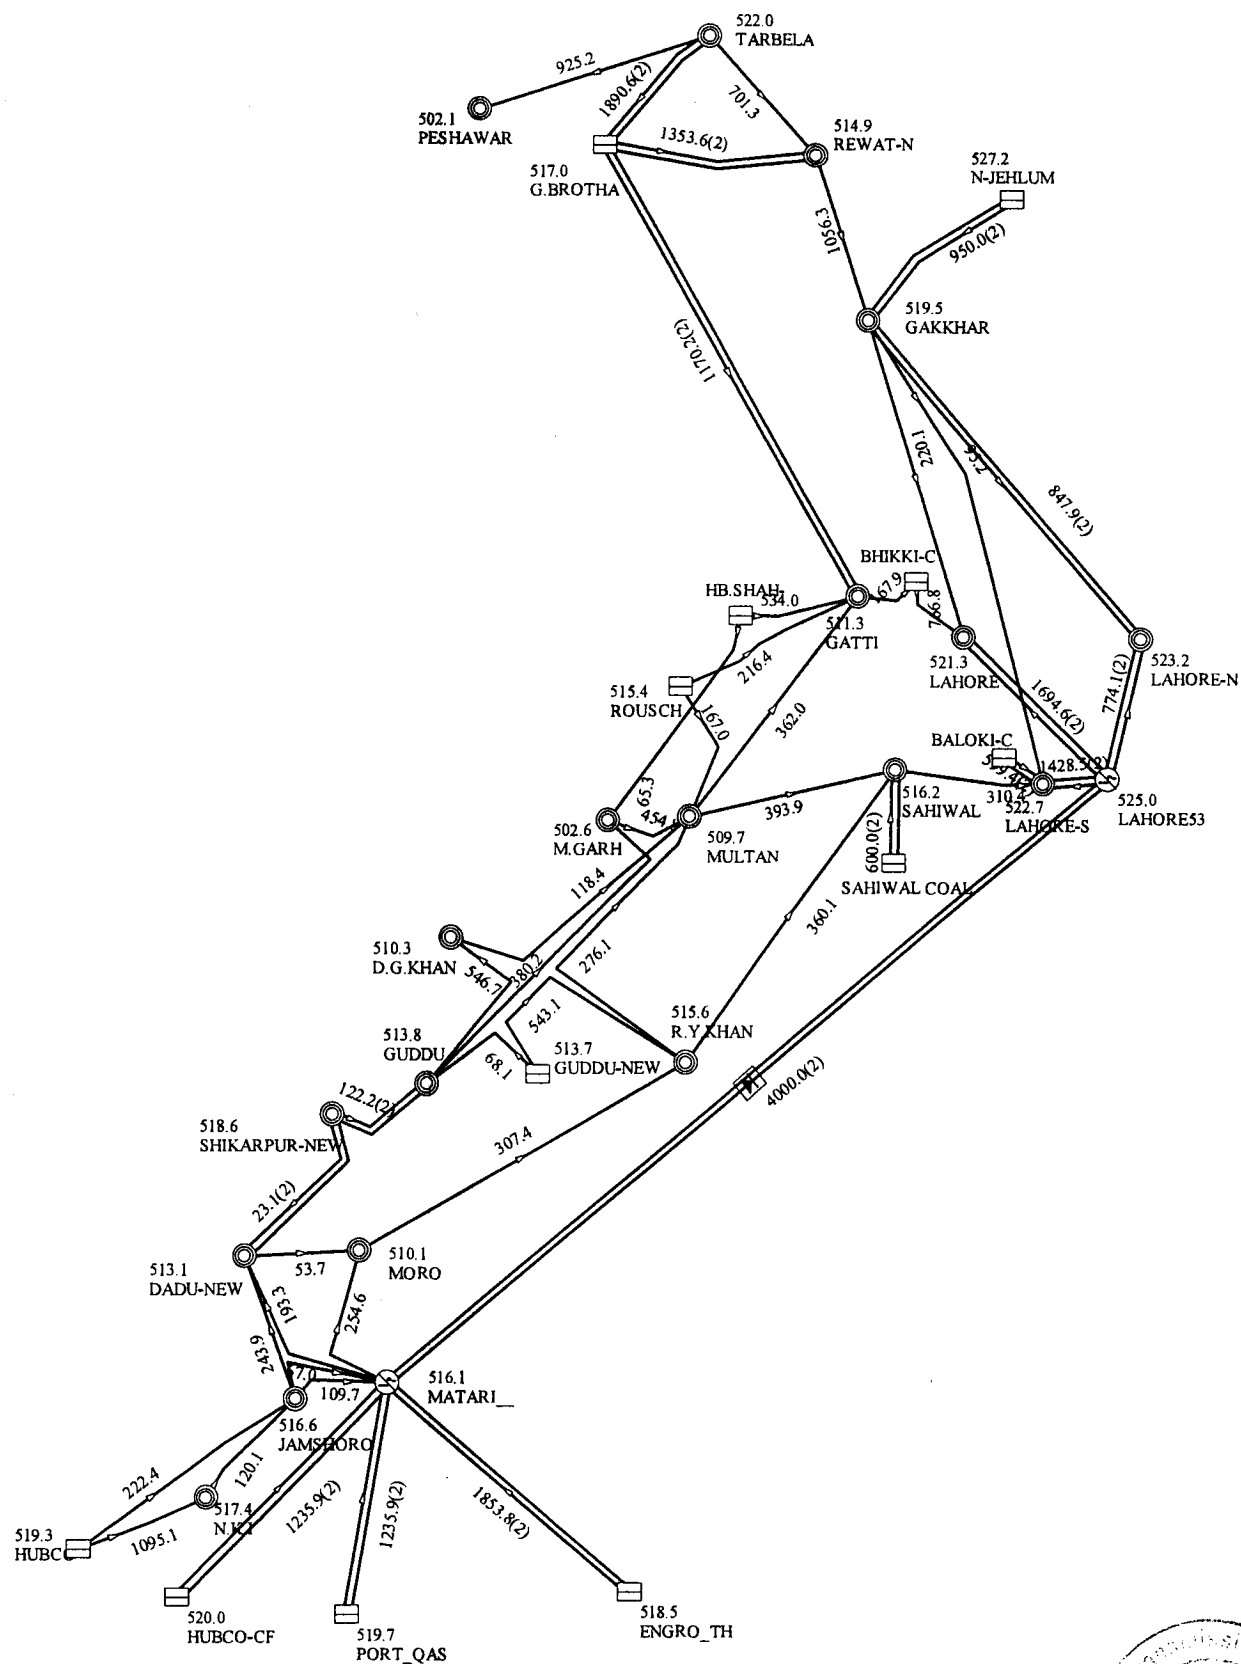 522.0
TARBELA
925.2
1890.6(2)
701.3
502.1
PESHAWAR
1353.6(2)
514.9
REWAT-N
517.0
G.BROTHA
527.2
N-JEHLUM
1056.3
950.0(2)
519.5
GAKKHAR
1170.2(2)
220.1
847.9(2)
BHIKKI-C
HB.SHAH
534.0
511.3
GATTI
216.4
521.3
LAHORE
523.2
LAHORE-N
774.1(2)
1694.6(2)
515.4
ROUSCH
167.0
362.0
BALOKI-C
1428.5(2)
310.4
516.2
SAHIWAL
522.7
LAHORE-S
525.0
LAHORE53
65.3
393.9
600.0(2)
502.6
M.GARH
509.7
MULTAN
SAHIWAL COAL
118.4
360.1
510.3
D.G.KHAN
546.7
380.2
276.1
543.1
515.6
R.Y.KHAN
513.8
GUDDU
513.7
GUDDU-NEW
68.1
4000.0(2)
122.2(2)
518.6
SHIKARPUR-NEW
307.4
23.1(2)
513.1
DADU-NEW
53.7
510.1
MORO
193.3
254.6
243.9
109.7
516.1
MATARI__
516.6
JAMSHORO
222.4
120.1
517.4
1235.9(2)
1235.9(2)
1853.8(2)
519.3
HUBCO
1095.1
520.0
HUBCO-CF
519.7
PORT_QAS
518.5
ENGRO_TH